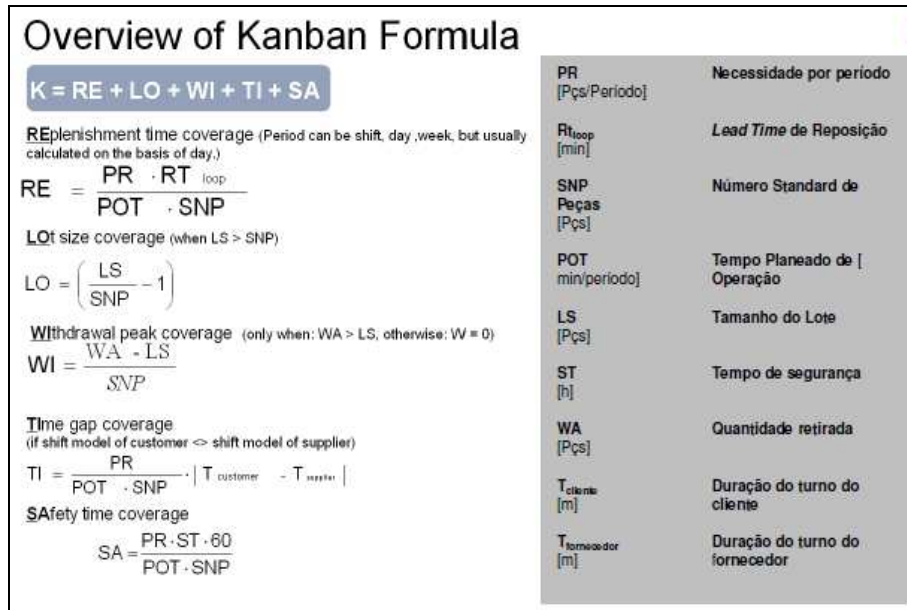 Overview of Kanban Formula
K = RE + LO + WI + TI + SA
REplenishment time coverage (Period can be shift, day ,week, but usually
calculated on the basis of day.)
RE = PR · RT loop / POT · SNP
LOt size coverage (when LS > SNP)
LO = ( LS / SNP − 1 )
WIthdrawal peak coverage (only when: WA > LS, otherwise: W = 0)
WI = WA - LS / SNP
TIme gap coverage
(if shift model of customer <> shift model of supplier)
TI = PR / POT · SNP · | T customer - T supplier |
SAfety time coverage
SA = PR · ST · 60 / POT · SNP
PR Necessidade por período
[Pçs/Período]
Rtloop Lead Time de Reposição
[min]
SNP Número Standard de
Peças
[Pçs]
POT Tempo Planeado de [
min/período] Operação
LS Tamanho do Lote
[Pçs]
ST Tempo de segurança
[h]
WA Quantidade retirada
[Pçs]
Tcliente Duração do turno do
[m] cliente
Tfornecedor Duração do turno do
[m] fornecedor